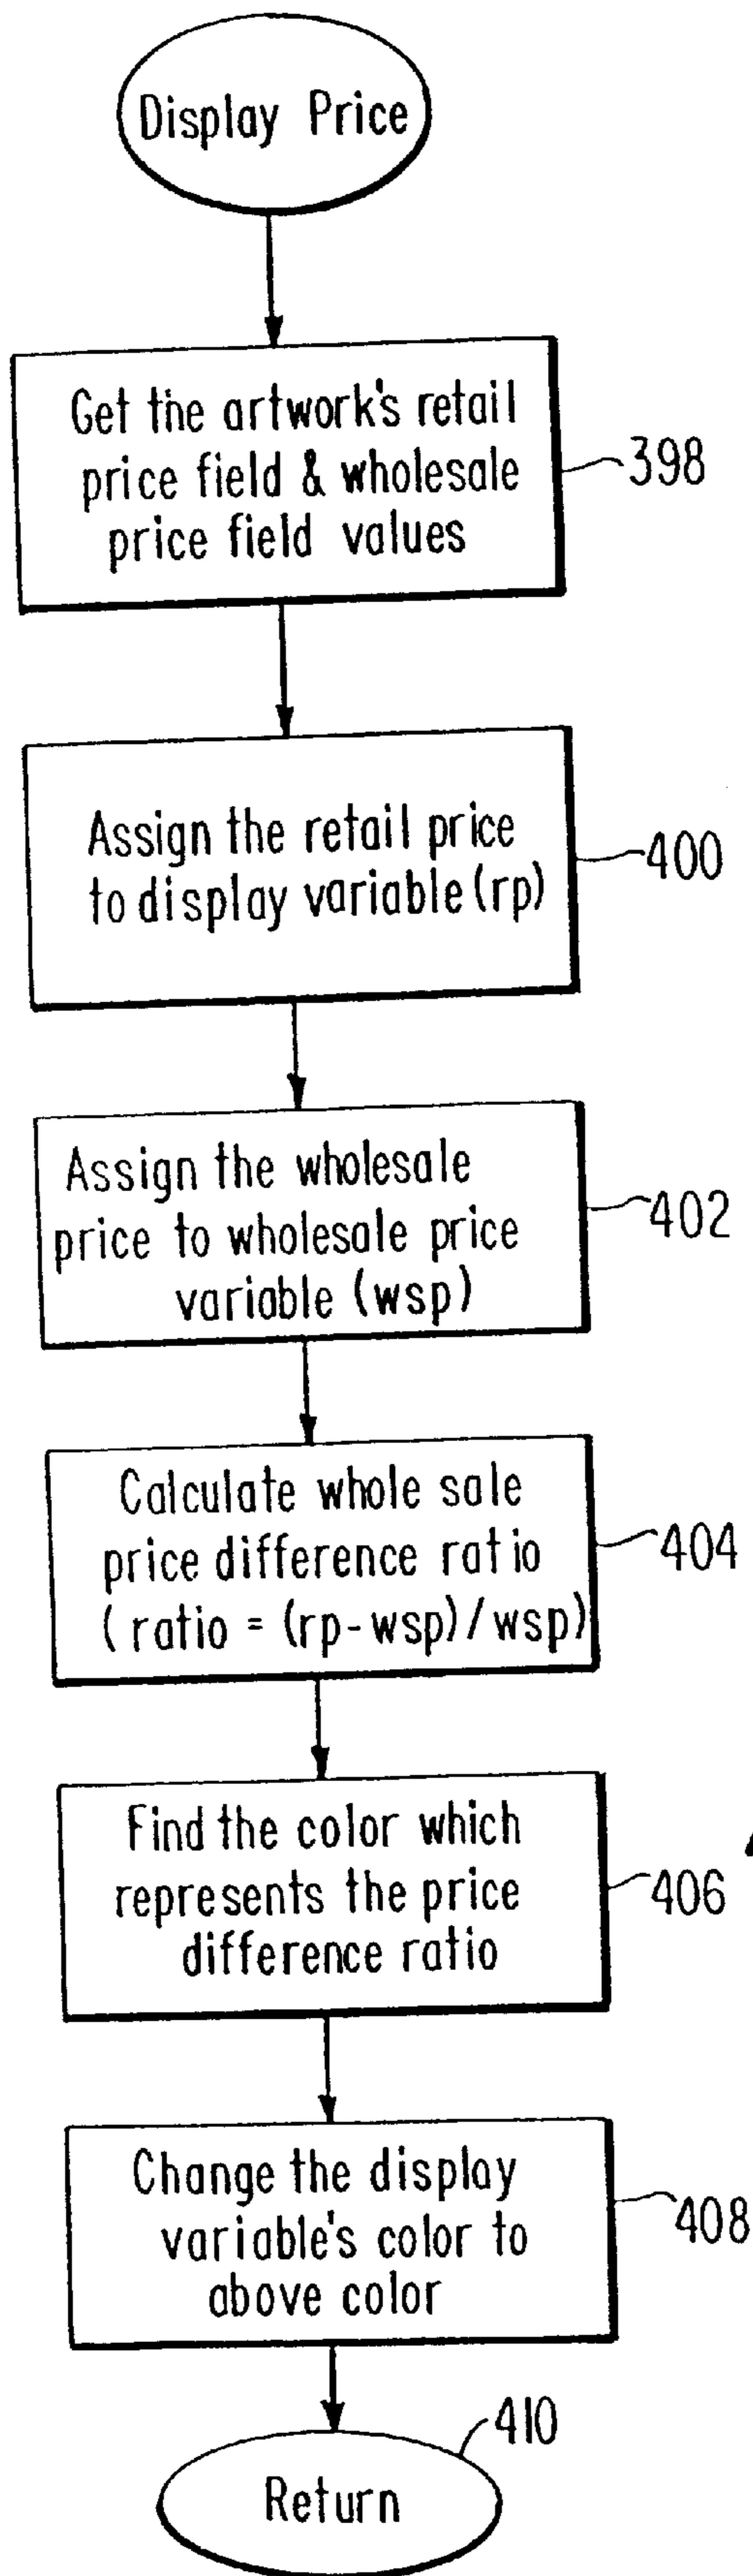 Display Price
Get the artwork's retail
price field & wholesale
price field values
398
Assign the retail price
to display variable (rp)
400
Assign the wholesale
price to wholesale price
variable (wsp)
402
Calculate whole sale
price difference ratio
( ratio = (rp-wsp)/wsp)
404
Find the color which
represents the price
difference ratio
406
Change the display
variable's color to
above color
408
410
Return